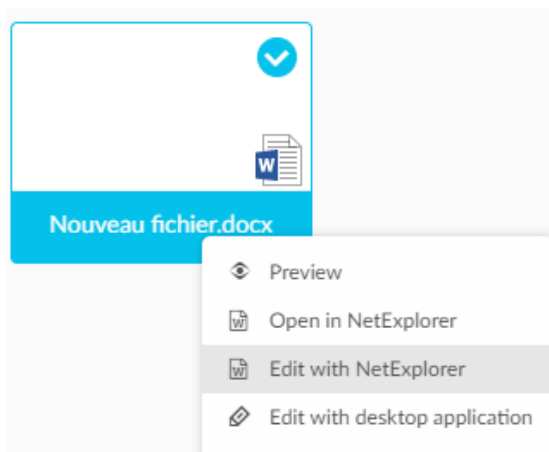 W
Nouveau fichier.docx
Preview
W Open in NetExplorer
W Edit with NetExplorer
Edit with desktop application